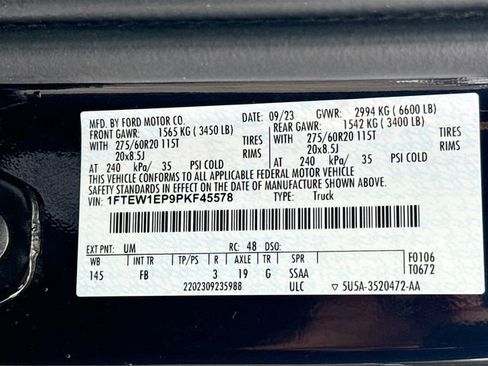 MFD. BY FORD MOTOR CO.
09/23 GVWR: 2994 KG ( 6600 LB)
FRONT GAWR: 1565 KG ( 3450 LB) REAR GAWR: 1542 KG ( 3400 LB)
WITH 275/60R20 115T TIRES WITH 275/60R20 115T TIRES
20x8.5J RIMS 20x8.5J RIMS
AT 240 kPa/ 35 PSI COLD AT 240 kPa/ 35 PSI COLD
THIS VEHICLE CONFORMS TO ALL APPLICABLE FEDERAL MOTOR VEHICLE
SAFETY STANDARDS IN EFFECT ON THE DATE OF MANUFACTURE SHOWN ABOVE.
VIN: 1FTEW1EP9PKF45578 TYPE: Truck
EXT PNT: UM RC: 48 DSO:
WB INT TR TP/PS R AXLE TR SPR F0106
145 FB 3 19 G SSAA T0672
2202309235988 ULC 5U5A-3520472-AA